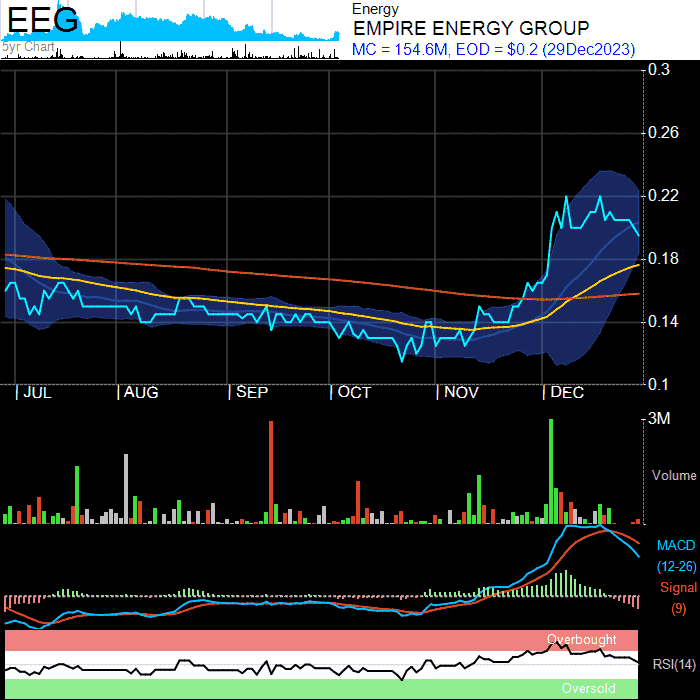 EEG
5yr Chart
Energy
EMPIRE ENERGY GROUP
MC = 154.6M, EOD = $0.2 (29Dec2023)
0.3
0.26
0.22
0.18
0.14
0.1
JUL AUG SEP OCT NOV DEC
3M
Volume
MACD
(12-26)
Signal
(9)
Overbought
RSI(14)
Oversold